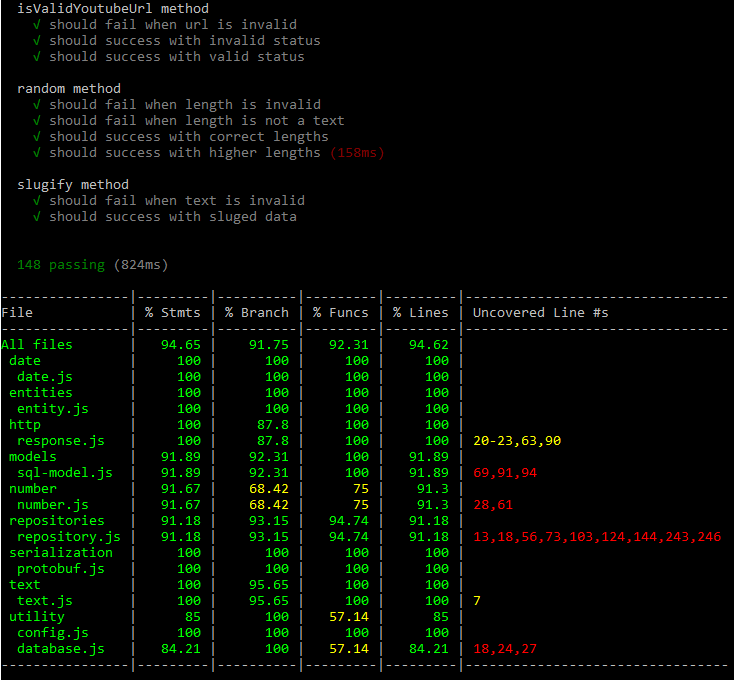 isValidYoutubeUrl method
√ should fail when url is invalid
√ should success with invalid status
√ should success with valid status
random method
√ should fail when length is invalid
√ should fail when length is not a text
√ should success with correct lengths
√ should success with higher lengths (158ms)
slugify method
√ should fail when text is invalid
√ should success with sluged data
148 passing (824ms)
---------------|----------|----------|----------|----------|-------------------|
File | % Stmts | % Branch | % Funcs | % Lines | Uncovered Line #s
---------------|----------|----------|----------|----------|-------------------|
All files | 94.65 | 91.75 | 92.31 | 94.62 |
date | 100 | 100 | 100 | 100 |
date.js | 100 | 100 | 100 | 100 |
entities | 100 | 100 | 100 | 100 |
entity.js | 100 | 100 | 100 | 100 |
http | 100 | 87.8 | 100 | 100 |
response.js | 100 | 87.8 | 100 | 100 | 20-23,63,90
models | 91.89 | 92.31 | 100 | 91.89 |
sql-model.js | 91.89 | 92.31 | 100 | 91.89 | 69,91,94
number | 91.67 | 68.42 | 75 | 91.3 |
number.js | 91.67 | 68.42 | 75 | 91.3 | 28,61
repositories | 91.18 | 93.15 | 94.74 | 91.18 |
repository.js | 91.18 | 93.15 | 94.74 | 91.18 | 13,18,56,73,103,124,144,243,246
serialization | 100 | 100 | 100 | 100 |
protobuf.js | 100 | 100 | 100 | 100 |
text | 100 | 95.65 | 100 | 100 |
text.js | 100 | 95.65 | 100 | 100 | 7
utility | 85 | 100 | 57.14 | 85 |
config.js | 100 | 100 | 100 | 100 |
database.js | 84.21 | 100 | 57.14 | 84.21 | 18,24,27
---------------|----------|----------|----------|----------|-------------------|